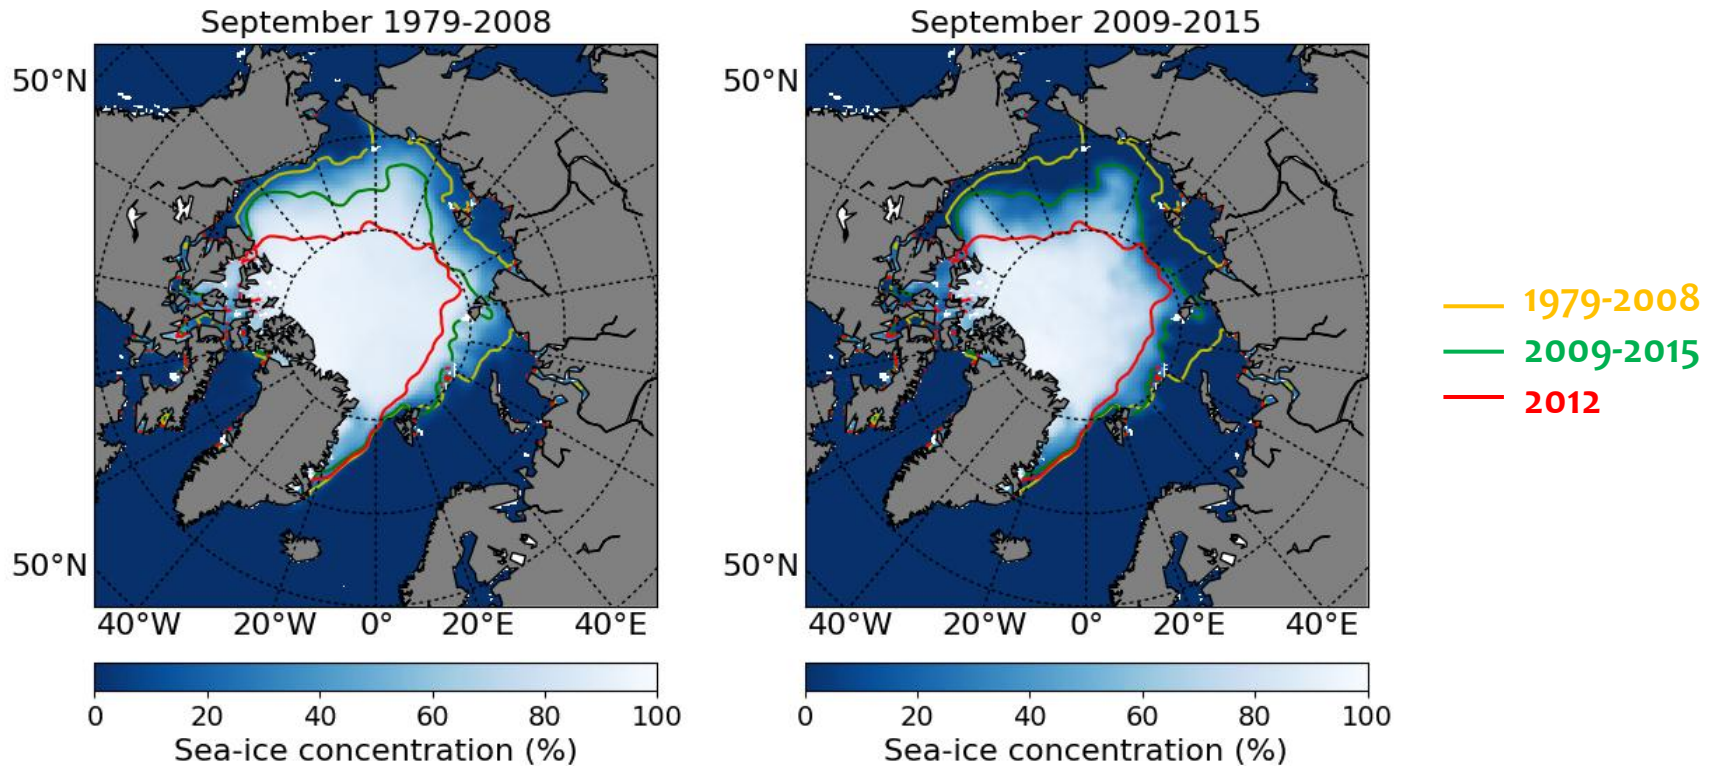 September 1979-2008
September 2009-2015
50°N
50°N
1979-2008
2009-2015
2012
50°N
50°N
40°W 20°W 0° 20°E 40°E
40°W 20°W 0° 20°E 40°E
0 20 40 60 80 100
0 20 40 60 80 100
Sea-ice concentration (%)
Sea-ice concentration (%)